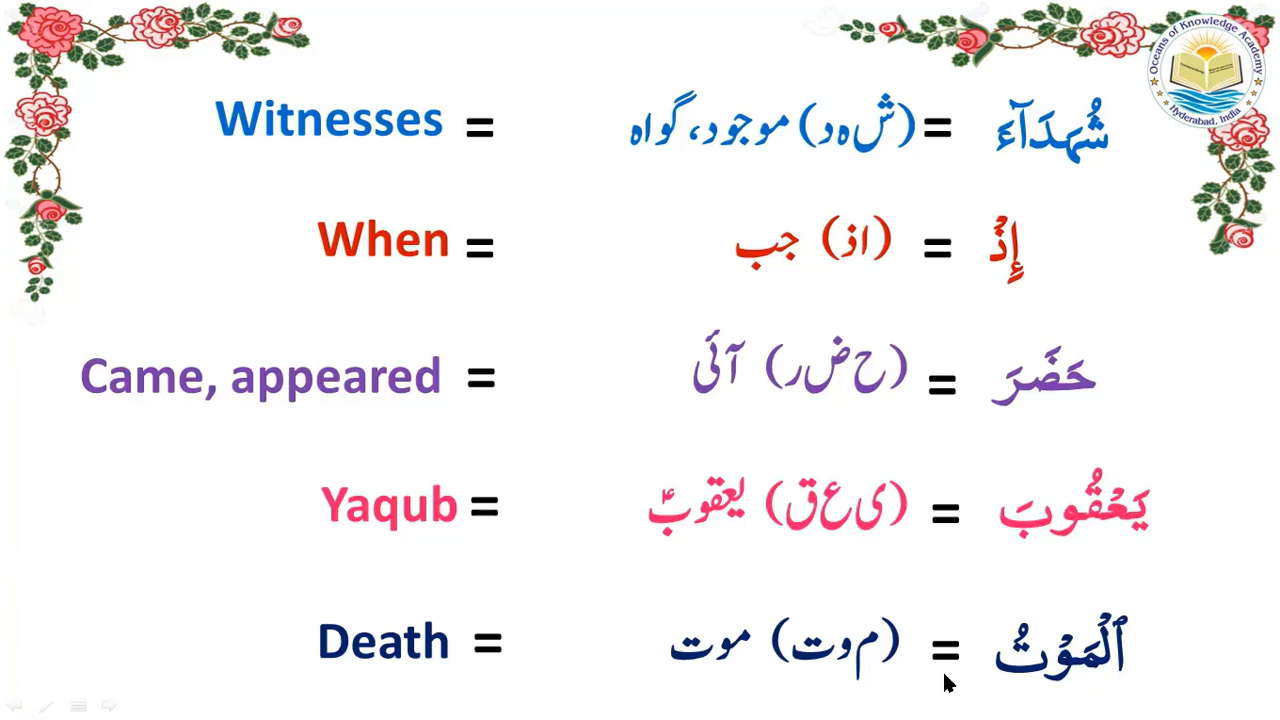 Oceans of Knowledge Academy
Hyderabad, India
شُهَدَآءَ = (ش ہ د) موجود، گواہ = Witnesses
إِذْ = (اذ) جب = When
حَضَرَ = (ح ض ر) آئی = Came, appeared
يَعْقُوبَ = (ی ع ق) یعقوبؑ = Yaqub
ٱلْمَوْتُ = (م و ت) موت = Death